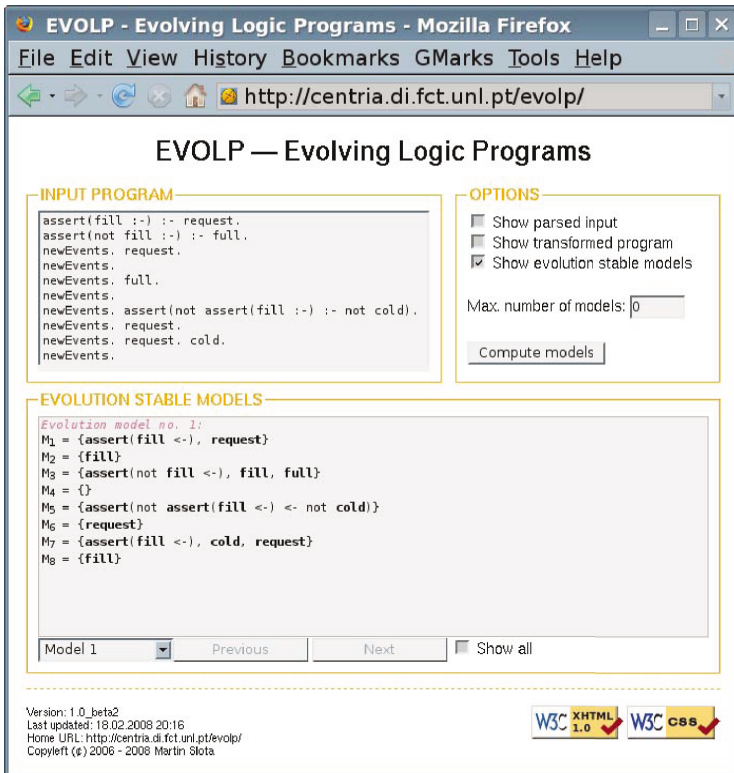 EVOLP - Evolving Logic Programs - Mozilla Firefox
File Edit View History Bookmarks GMarks Tools Help
http://centria.di.fct.unl.pt/evolp/
EVOLP — Evolving Logic Programs
INPUT PROGRAM
assert(fill :-) :- request.
assert(not fill :-) :- full.
newEvents. request.
newEvents.
newEvents. full.
newEvents.
newEvents. assert(not assert(fill :-) :- not cold).
newEvents. request.
newEvents. request. cold.
newEvents.
OPTIONS
Show parsed input
Show transformed program
Show evolution stable models
Max. number of models: 0
Compute models
EVOLUTION STABLE MODELS
Evolution model no. 1:
M₁ = {assert(fill <-), request}
M₂ = {fill}
M₃ = {assert(not fill <-), fill, full}
M₄ = {}
M₅ = {assert(not assert(fill <-) <- not cold)}
M₆ = {request}
M₇ = {assert(fill <-), cold, request}
M₈ = {fill}
Model 1 Previous Next Show all
Version: 1.0_beta2
Last updated: 18.02.2008 20:16
Home URL: http://centria.di.fct.unl.pt/evolp/
Copyleft (¢) 2006 - 2008 Martin Slota
W3C XHTML 1.0
W3C css